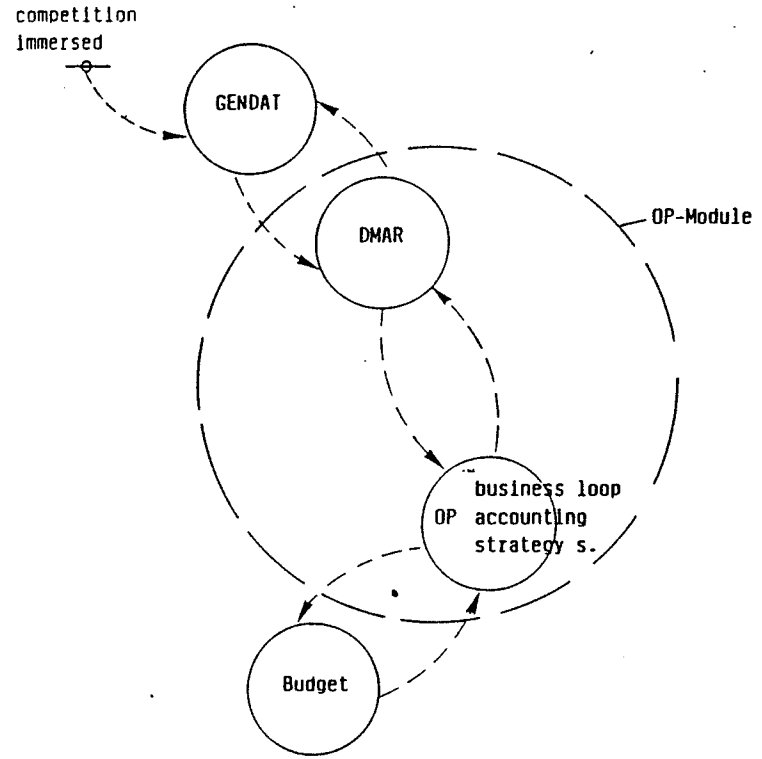 competition
immersed
GENDAT
DMAR
OP-Module
business loop
OP accounting
strategy s.
Budget